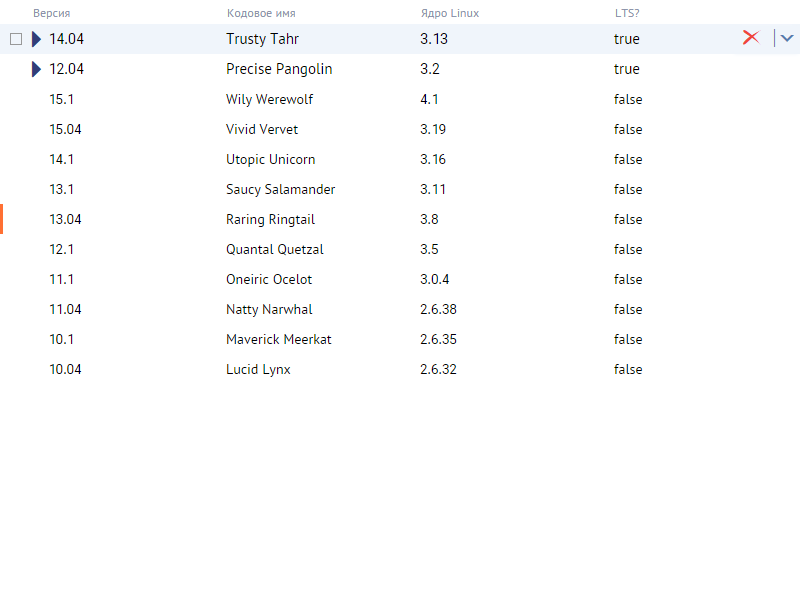 Версия Кодовое имя Ядро Linux LTS?
14.04 Trusty Tahr 3.13 true
12.04 Precise Pangolin 3.2 true
15.1 Wily Werewolf 4.1 false
15.04 Vivid Vervet 3.19 false
14.1 Utopic Unicorn 3.16 false
13.1 Saucy Salamander 3.11 false
13.04 Raring Ringtail 3.8 false
12.1 Quantal Quetzal 3.5 false
11.1 Oneiric Ocelot 3.0.4 false
11.04 Natty Narwhal 2.6.38 false
10.1 Maverick Meerkat 2.6.35 false
10.04 Lucid Lynx 2.6.32 false